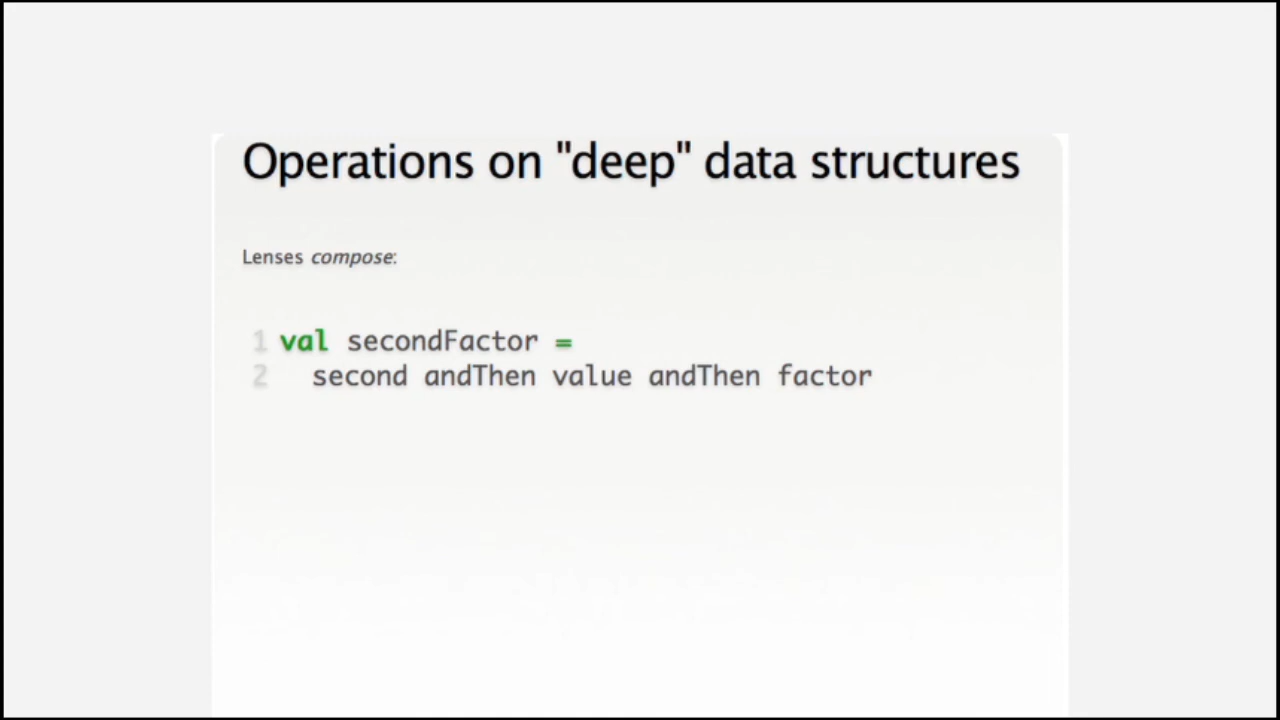 Operations on "deep" data structures
Lenses compose:
1 val secondFactor =
2 second andThen value andThen factor